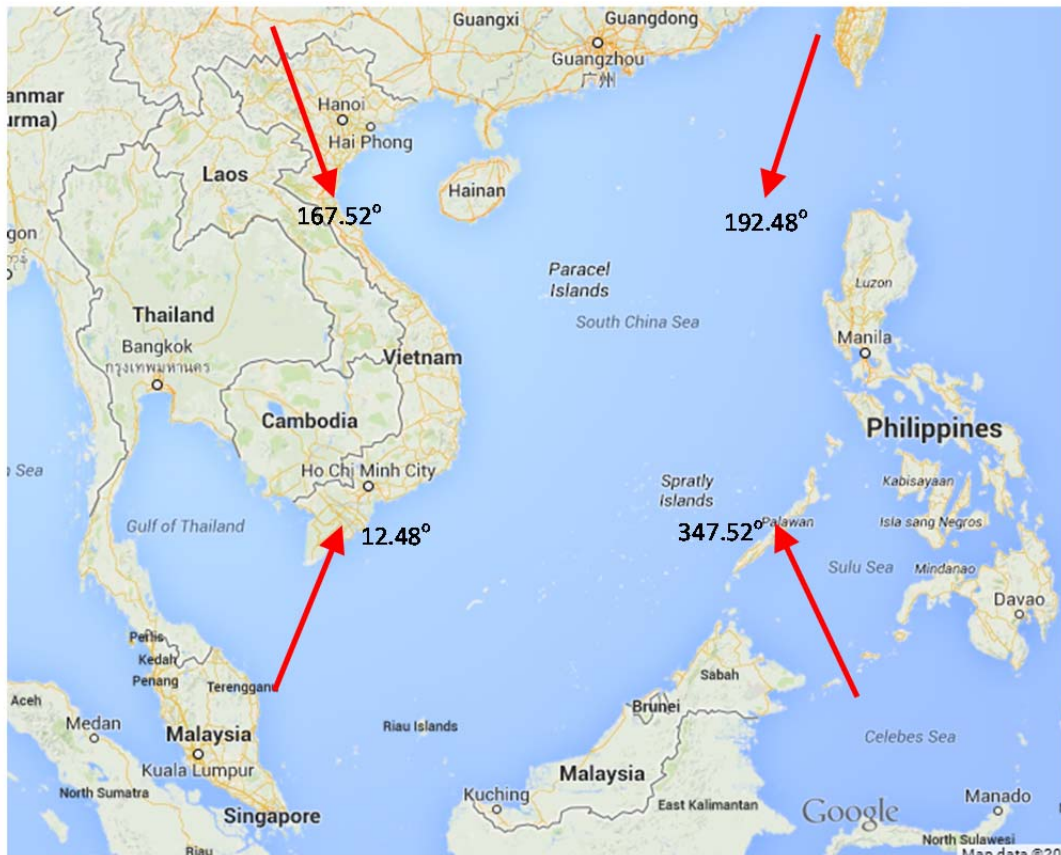 Guangxi
Guangdong
Guangzhou
广州
anmar
urma)
Hanoi
Hai Phong
Laos
Hainan
167.52°
192.48°
gon
Paracel
Islands
Luzon
Thailand
South China Sea
Manila
Bangkok
กรุงเทพมหานคร
Vietnam
Cambodia
Philippines
Ho Chi Minh City
n Sea
Spratly
Islands
Kabisayaan
Gulf of Thailand
12.48°
347.52°
Palawan
Isla sang Negros
Sulu Sea
Mindanao
Davao
Perlis
Kedah
Penang
Terengganu
Sabah
Aceh
Medan
Riau Islands
Brunei
Malaysia
Celebes Sea
Kuala Lumpur
Malaysia
North Sumatra
Kuching
East Kalimantan
Google
Manado
Singapore
North Sulawesi
Riau
Map data ©20